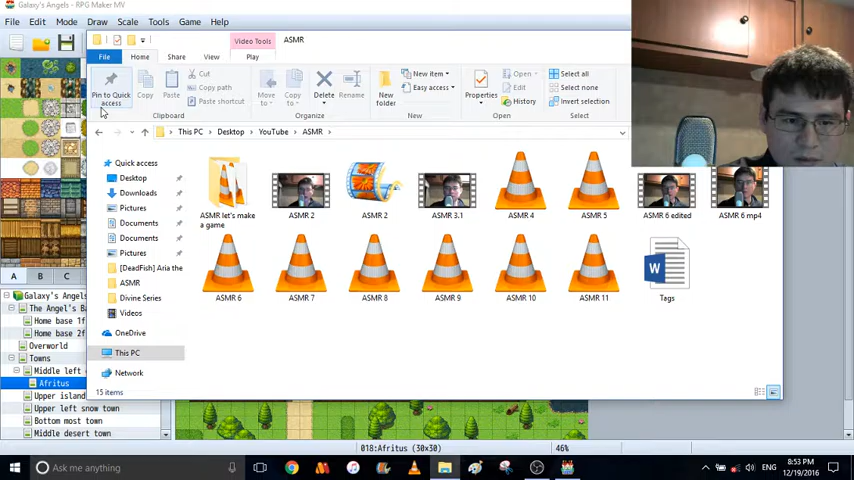 Galaxy's Angels - RPG Maker MV
File Edit Mode Draw Scale Tools Game Help
Video Tools ASMR
File Home Share View Play
Pin to Quick access
Copy
Paste
Cut
Copy path
Paste shortcut
Clipboard
Move to
Copy to
Delete
Rename
Organize
New folder
New item
Easy access
New
Properties
Open
Edit
History
Open
Select all
Select none
Invert selection
Select
This PC Desktop YouTube ASMR
Quick access
Desktop
Downloads
Pictures
Documents
Documents
Pictures
[DeadFish] Aria the
ASMR
Divine Series
Videos
OneDrive
This PC
Network
ASMR let's make a game
ASMR 2
ASMR 2
ASMR 3.1
ASMR 4
ASMR 5
ASMR 6 edited
ASMR 6 mp4
ASMR 6
ASMR 7
ASMR 8
ASMR 9
ASMR 10
ASMR 11
Tags
15 items
A B C
Galaxy's Angels
The Angel's Ba
Home base 1f
Home base 2f
Overworld
Towns
Middle left
Afritus
Upper island
Upper left snow town
Bottom most town
Middle desert town
018:Afritus (30x30)
46%
Ask me anything
ENG
8:53 PM
12/19/2016